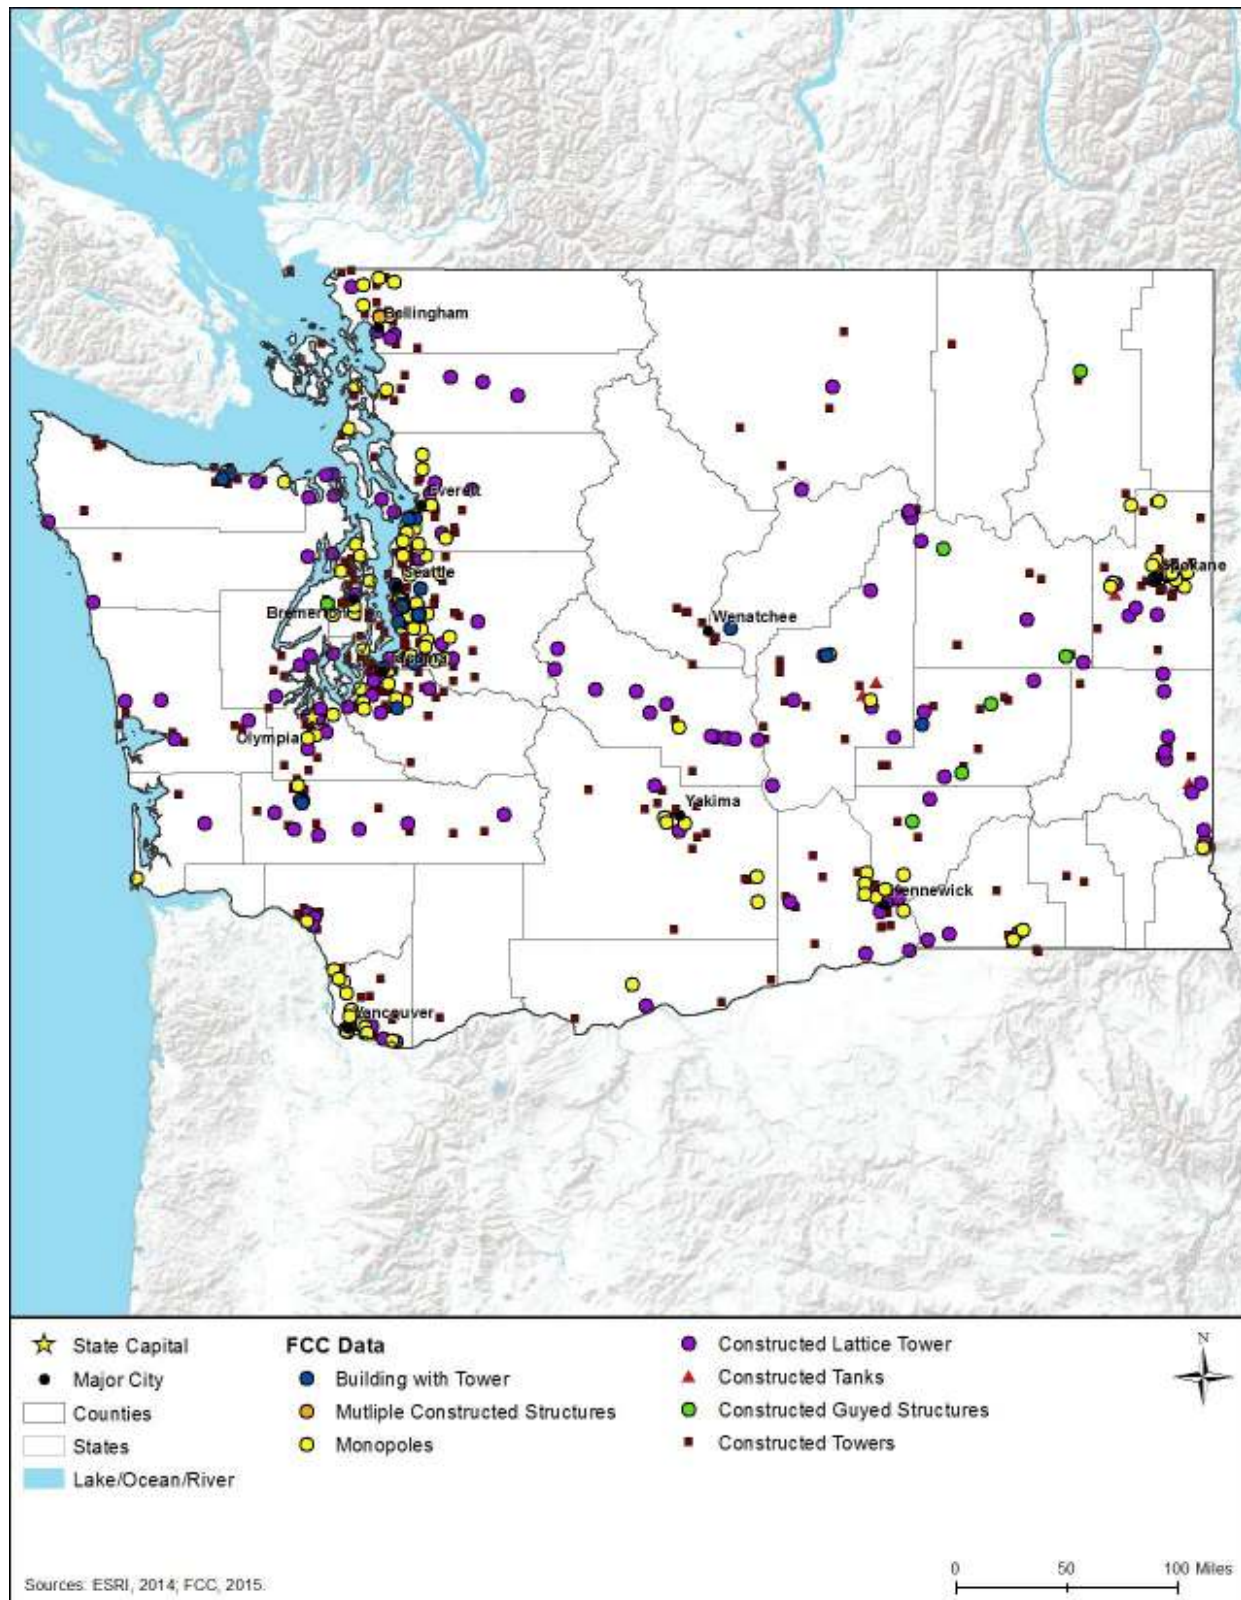 Bellingham
Everett
Seattle
Spokane
Bremerton
Wenatchee
Tacoma
Olympia
Yakima
Kennewick
Vancouver
State Capital
Major City
Counties
States
Lake/Ocean/River
FCC Data
Building with Tower
Mutliple Constructed Structures
Monopoles
Constructed Lattice Tower
Constructed Tanks
Constructed Guyed Structures
Constructed Towers
N
0 50 100 Miles
Sources: ESRI, 2014; FCC, 2015.